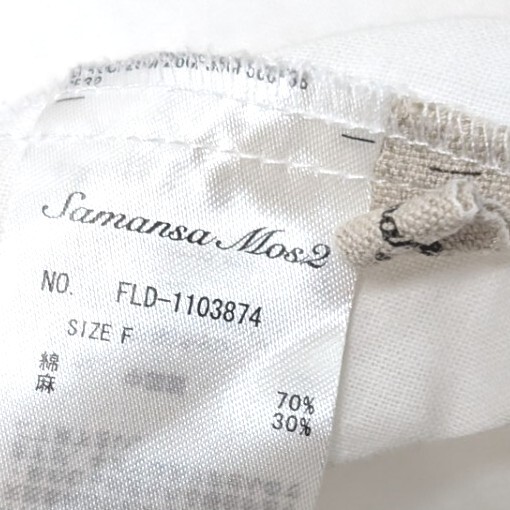 Samansa Mos2
NO. FLD-1103874
SIZE F
綿 70%
麻 30%